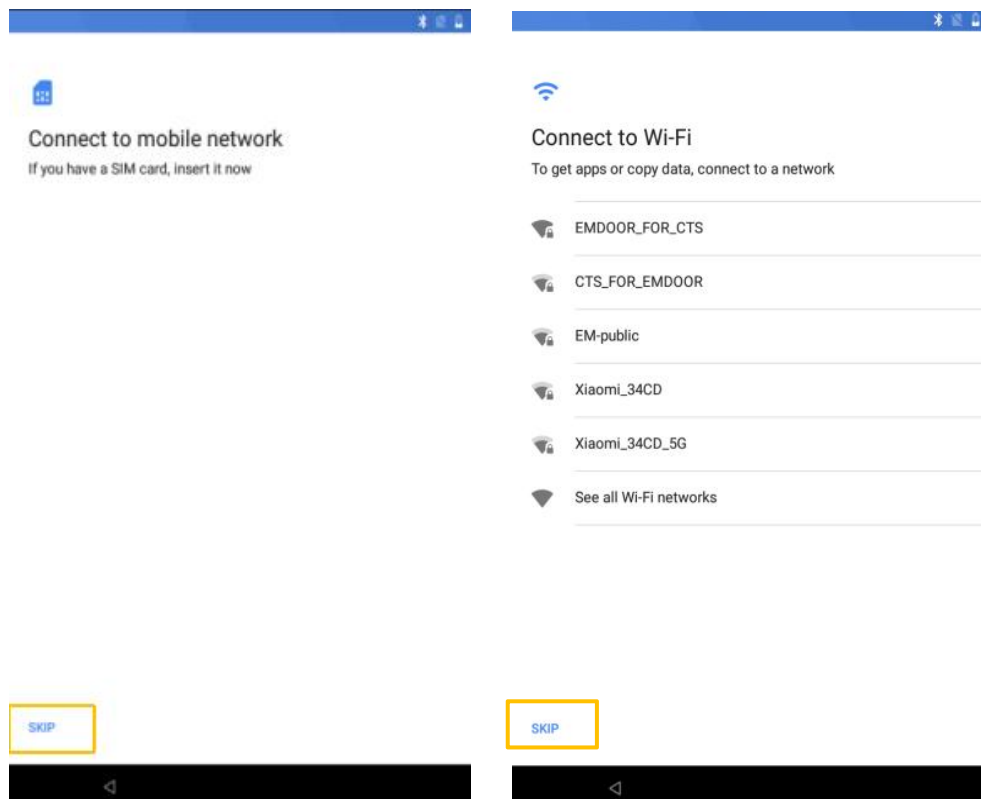 Connect to mobile network
If you have a SIM card, insert it now
SKIP
Connect to Wi-Fi
To get apps or copy data, connect to a network
EMDOOR_FOR_CTS
CTS_FOR_EMDOOR
EM-public
Xiaomi_34CD
Xiaomi_34CD_5G
See all Wi-Fi networks
SKIP